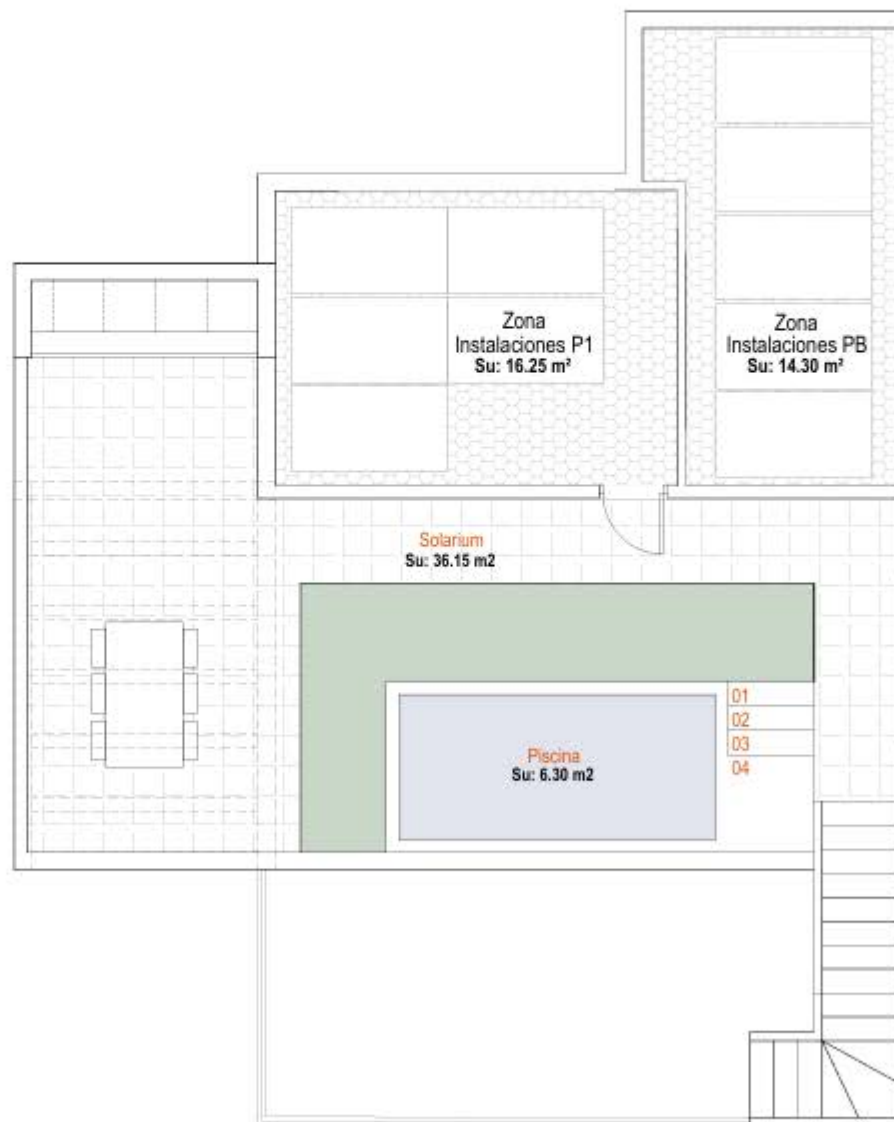 Zona
Instalaciones P1
Su: 16.25 m²
Zona
Instalaciones PB
Su: 14.30 m²
Solarium
Su: 36.15 m2
01
02
03
04
Piscina
Su: 6.30 m2